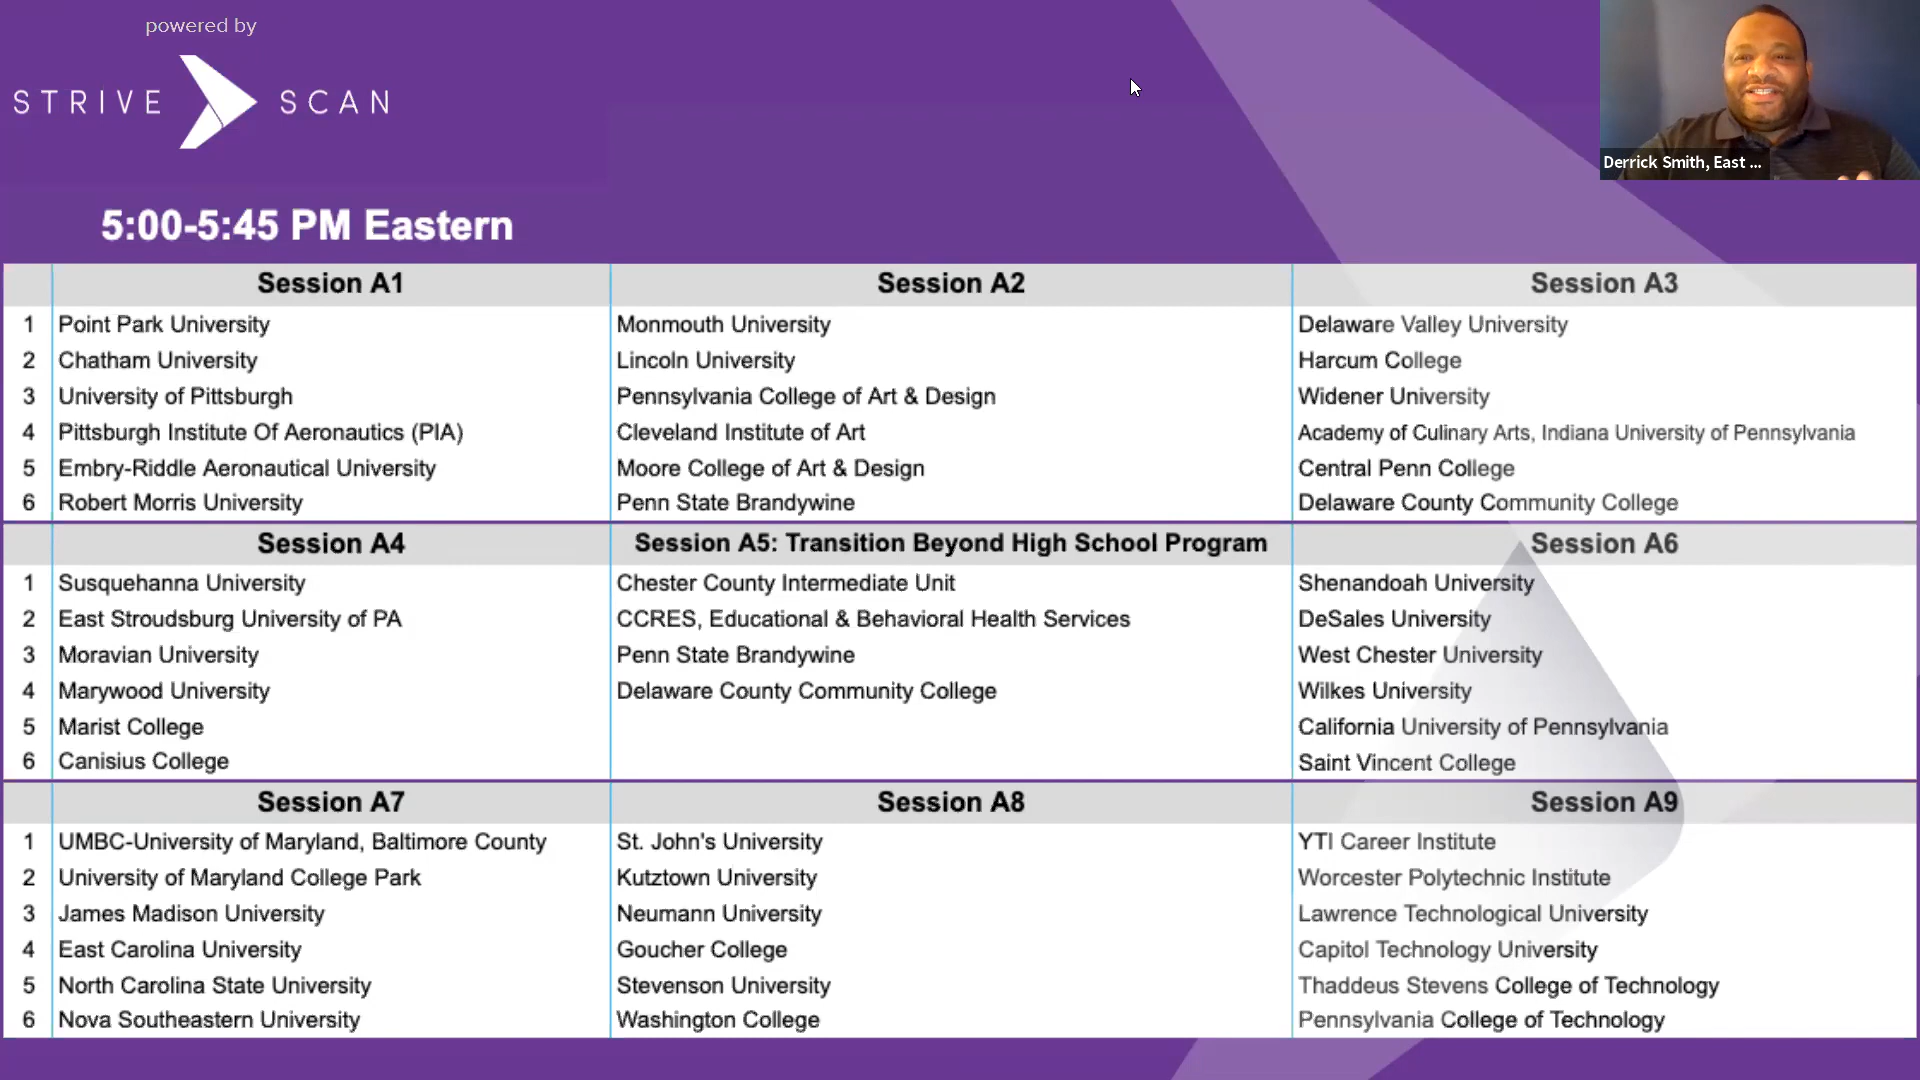 powered by
STRIVE SCAN
Derrick Smith, East ...
5:00-5:45 PM Eastern
Session A1 Session A2 Session A3
1 Point Park University Monmouth University Delaware Valley University
2 Chatham University Lincoln University Harcum College
3 University of Pittsburgh Pennsylvania College of Art & Design Widener University
4 Pittsburgh Institute Of Aeronautics (PIA) Cleveland Institute of Art Academy of Culinary Arts, Indiana University of Pennsylvania
5 Embry-Riddle Aeronautical University Moore College of Art & Design Central Penn College
6 Robert Morris University Penn State Brandywine Delaware County Community College
Session A4 Session A5: Transition Beyond High School Program Session A6
1 Susquehanna University Chester County Intermediate Unit Shenandoah University
2 East Stroudsburg University of PA CCRES, Educational & Behavioral Health Services DeSales University
3 Moravian University Penn State Brandywine West Chester University
4 Marywood University Delaware County Community College Wilkes University
5 Marist College California University of Pennsylvania
6 Canisius College Saint Vincent College
Session A7 Session A8 Session A9
1 UMBC-University of Maryland, Baltimore County St. John's University YTI Career Institute
2 University of Maryland College Park Kutztown University Worcester Polytechnic Institute
3 James Madison University Neumann University Lawrence Technological University
4 East Carolina University Goucher College Capitol Technology University
5 North Carolina State University Stevenson University Thaddeus Stevens College of Technology
6 Nova Southeastern University Washington College Pennsylvania College of Technology